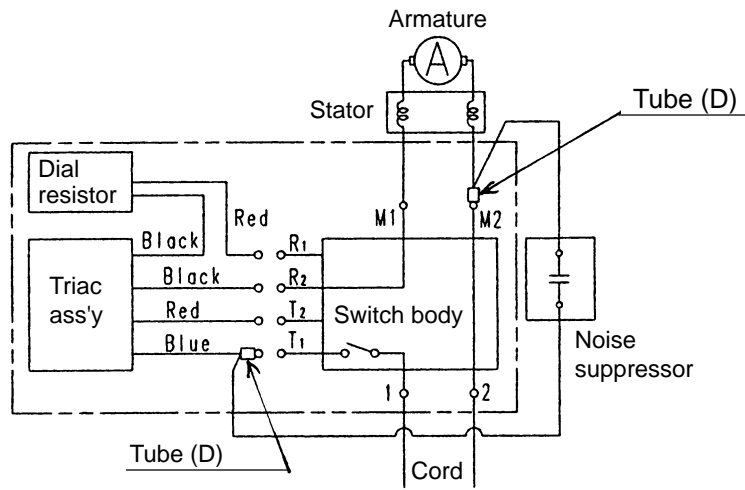 Armature
A
Stator
Tube (D)
Dial
resistor
Red
M1
M2
Black
R1
Triac
ass'y
Black
R2
Red
T2
Switch body
Blue
T1
Noise
suppressor
1
2
Tube (D)
Cord